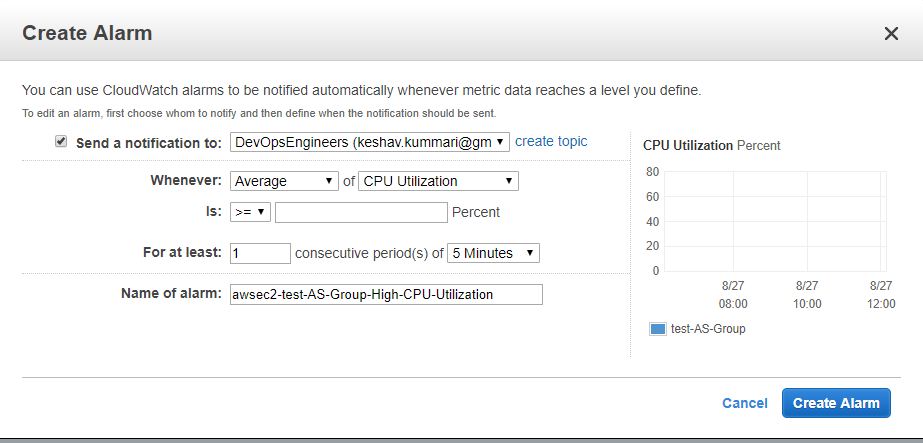 Create Alarm
You can use CloudWatch alarms to be notified automatically whenever metric data reaches a level you define.
To edit an alarm, first choose whom to notify and then define when the notification should be sent.
Send a notification to: DevOpsEngineers (keshav.kummari@gm create topic
Whenever: Average of CPU Utilization
Is: >= Percent
For at least: 1 consecutive period(s) of 5 Minutes
Name of alarm: awsec2-test-AS-Group-High-CPU-Utilization
CPU Utilization Percent
80
60
40
20
0
8/27 8/27 8/27
08:00 10:00 12:00
test-AS-Group
Cancel Create Alarm